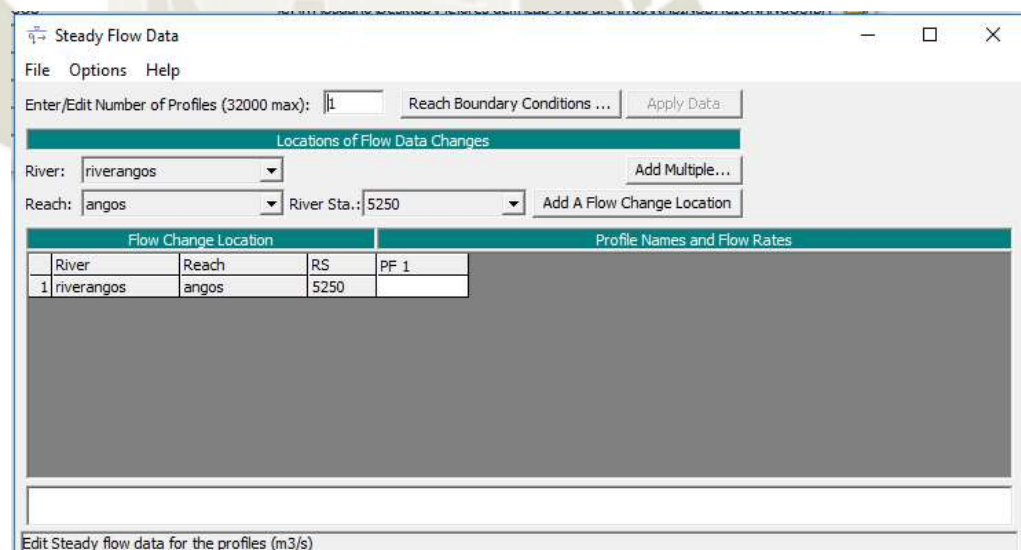 Steady Flow Data
File Options Help
Enter/Edit Number of Profiles (32000 max): 1 Reach Boundary Conditions ... Apply Data
Locations of Flow Data Changes
River: riverangos Add Multiple...
Reach: angos River Sta.: 5250 Add A Flow Change Location
Flow Change Location Profile Names and Flow Rates
River Reach RS PF 1
1 riverangos angos 5250
Edit Steady flow data for the profiles (m3/s)